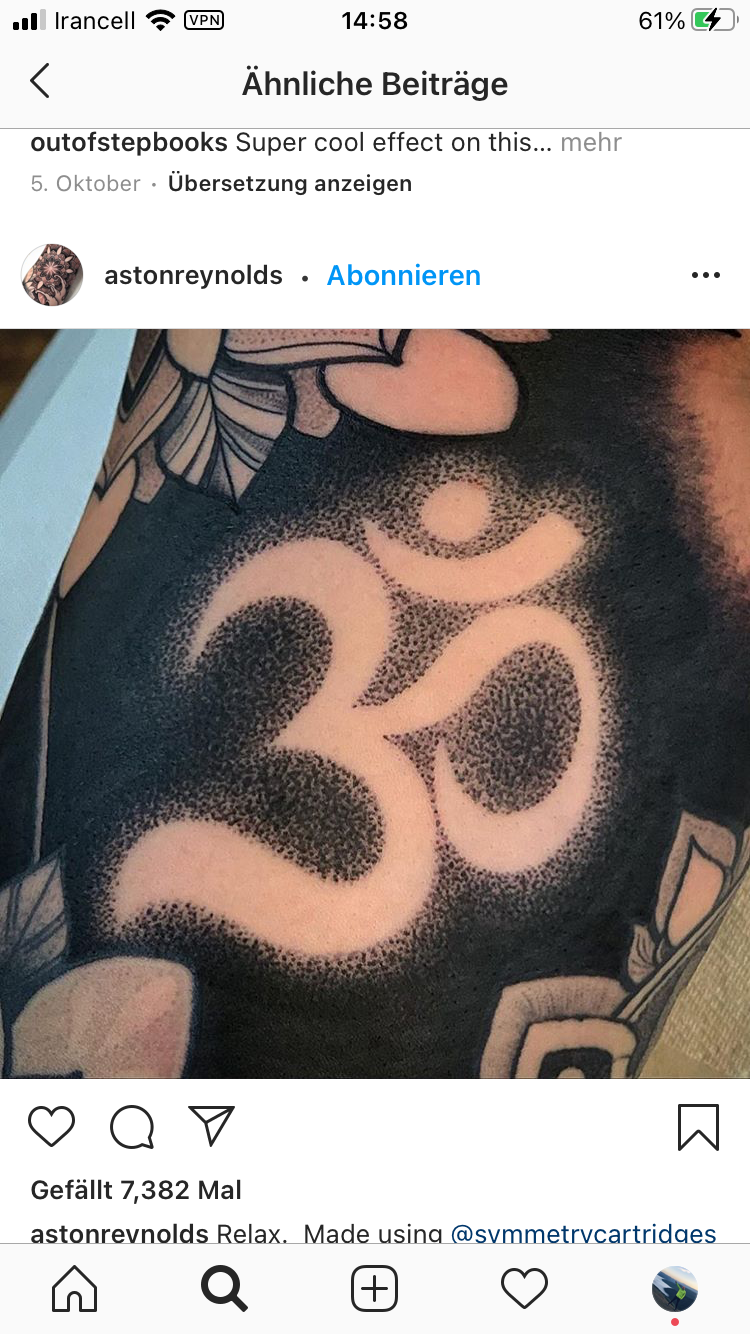 Irancell VPN 14:58 61%
Ähnliche Beiträge
outofstepbooks Super cool effect on this... mehr
5. Oktober · Übersetzung anzeigen
astonreynolds · Abonnieren
ॐ
Gefällt 7,382 Mal
astonreynolds Relax. Made using @symmetrycartridges